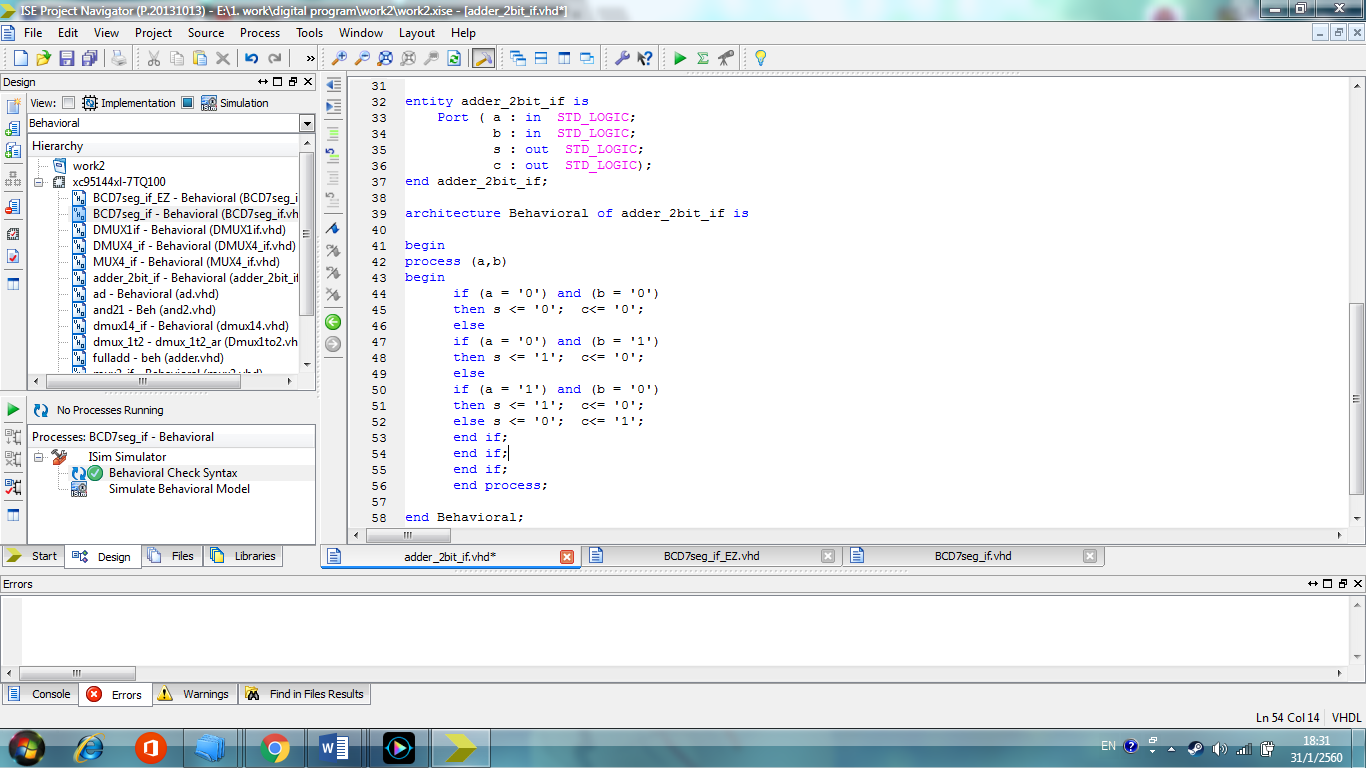 ISE Project Navigator (P.20131013) - E:\1. work\digital program\work2\work2.xise - [adder_2bit_if.vhd*]
File Edit View Project Source Process Tools Window Layout Help
Design
View: Implementation Simulation
Behavioral
Hierarchy
work2
xc95144xl-7TQ100
BCD7seg_if_EZ - Behavioral (BCD7seg_i
BCD7seg_if - Behavioral (BCD7seg_if.vh
DMUX1if - Behavioral (DMUX1if.vhd)
DMUX4_if - Behavioral (DMUX4_if.vhd)
MUX4_if - Behavioral (MUX4_if.vhd)
adder_2bit_if - Behavioral (adder_2bit_if
ad - Behavioral (ad.vhd)
and21 - Beh (and2.vhd)
dmux14_if - Behavioral (dmux14.vhd)
dmux_1t2 - dmux_1t2_ar (Dmux1to2.vh
fulladd - beh (adder.vhd)
No Processes Running
Processes: BCD7seg_if - Behavioral
ISim Simulator
Behavioral Check Syntax
Simulate Behavioral Model
Start Design Files Libraries
31
32 entity adder_2bit_if is
33 Port ( a : in STD_LOGIC;
34 b : in STD_LOGIC;
35 s : out STD_LOGIC;
36 c : out STD_LOGIC);
37 end adder_2bit_if;
38
39 architecture Behavioral of adder_2bit_if is
40
41 begin
42 process (a,b)
43 begin
44 if (a = '0') and (b = '0')
45 then s <= '0'; c<= '0';
46 else
47 if (a = '0') and (b = '1')
48 then s <= '1'; c<= '0';
49 else
50 if (a = '1') and (b = '0')
51 then s <= '1'; c<= '0';
52 else s <= '0'; c<= '1';
53 end if;
54 end if;
55 end if;
56 end process;
57
58 end Behavioral;
adder_2bit_if.vhd* BCD7seg_if_EZ.vhd BCD7seg_if.vhd
Errors
Console Errors Warnings Find in Files Results
Ln 54 Col 14 VHDL
EN 18:31
31/1/2560